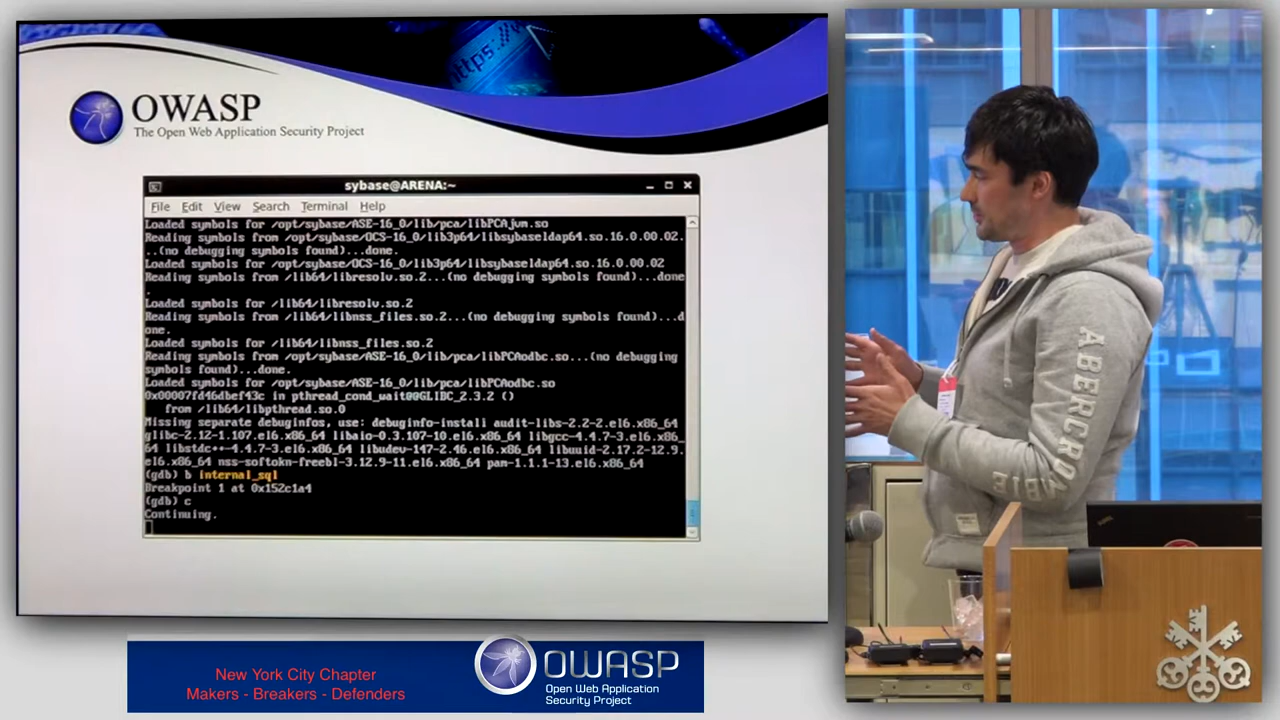 https:
OWASP
The Open Web Application Security Project
sybase@ARENA:~
File Edit View Search Terminal Help
Loaded symbols for /opt/sybase/ASE-16_0/lib/pca/libPCAjvm.so
Reading symbols from /opt/sybase/OCS-16_0/lib3p64/libsybaseldap64.so.16.0.00.02.
..(no debugging symbols found)...done.
Loaded symbols for /opt/sybase/OCS-16_0/lib3p64/libsybaseldap64.so.16.0.00.02
Reading symbols from /lib64/libresolv.so.2...(no debugging symbols found)...done
.
Loaded symbols for /lib64/libresolv.so.2
Reading symbols from /lib64/libnss_files.so.2...(no debugging symbols found)...d
one.
Loaded symbols for /lib64/libnss_files.so.2
Reading symbols from /opt/sybase/ASE-16_0/lib/pca/libPCAodbc.so...(no debugging
symbols found)...done.
Loaded symbols for /opt/sybase/ASE-16_0/lib/pca/libPCAodbc.so
0x00007fd46dbef43c in pthread_cond_wait@@GLIBC_2.3.2 ()
from /lib64/libpthread.so.0
Missing separate debuginfos, use: debuginfo-install audit-libs-2.2-2.el6.x86_64
glibc-2.12-1.107.el6.x86_64 libaio-0.3.107-10.el6.x86_64 libgcc-4.4.7-3.el6.x86_
64 libstdc++-4.4.7-3.el6.x86_64 libudev-147-2.46.el6.x86_64 libuuid-2.17.2-12.9.
el6.x86_64 nss-softokn-freebl-3.12.9-11.el6.x86_64 pam-1.1.1-13.el6.x86_64
(gdb) b internal_sql
Breakpoint 1 at 0x152c1a4
(gdb) c
Continuing.
ABERCROMBIE
New York City Chapter
Makers - Breakers - Defenders
OWASP
Open Web Application
Security Project